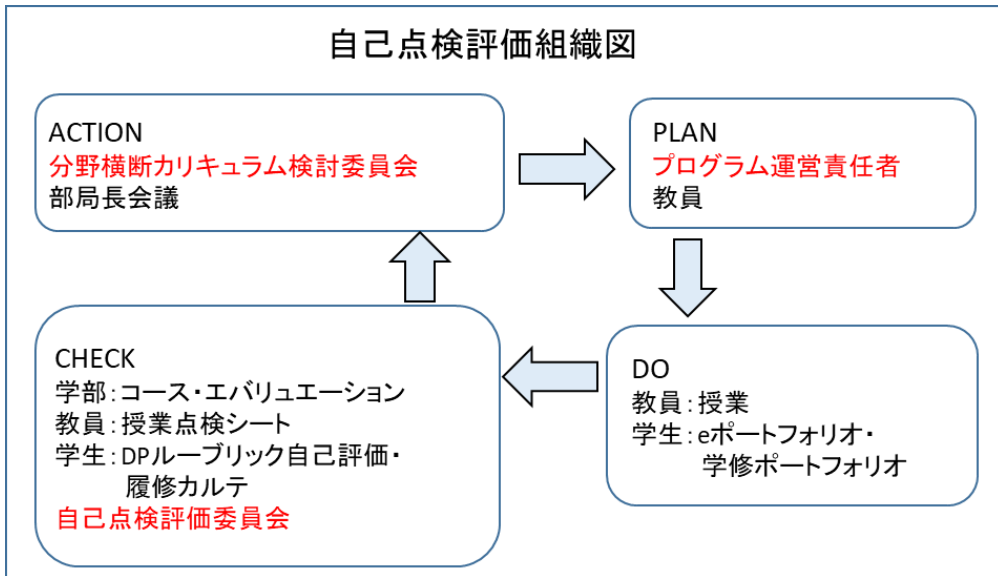 自己点検評価組織図
ACTION
分野横断カリキュラム検討委員会
部局長会議
PLAN
プログラム運営責任者
教員
CHECK
学部：コース・エバリュエーション
教員：授業点検シート
学生：DPルーブリック自己評価・
履修カルテ
自己点検評価委員会
DO
教員：授業
学生：eポートフォリオ・
学修ポートフォリオ